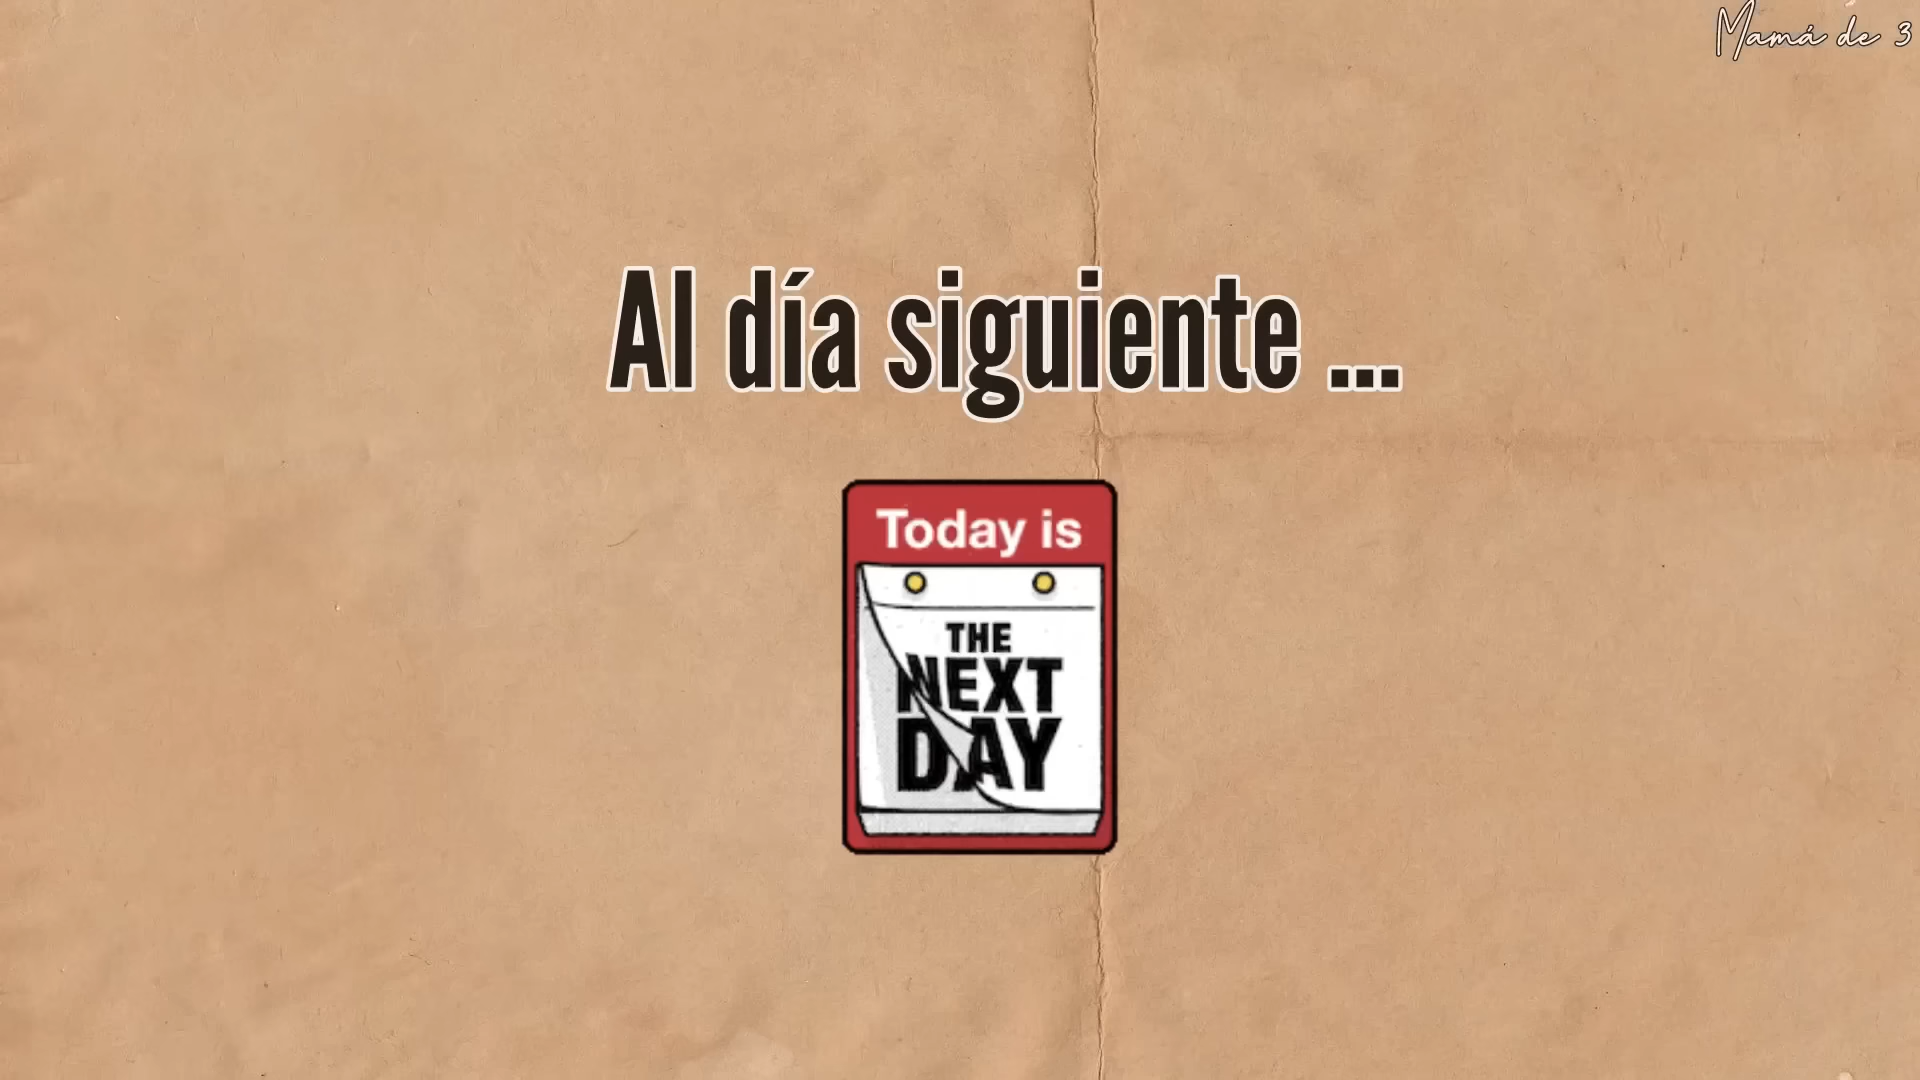 Mamá de 3
Al día siguiente ...
Today is
THE
NEXT
DAY